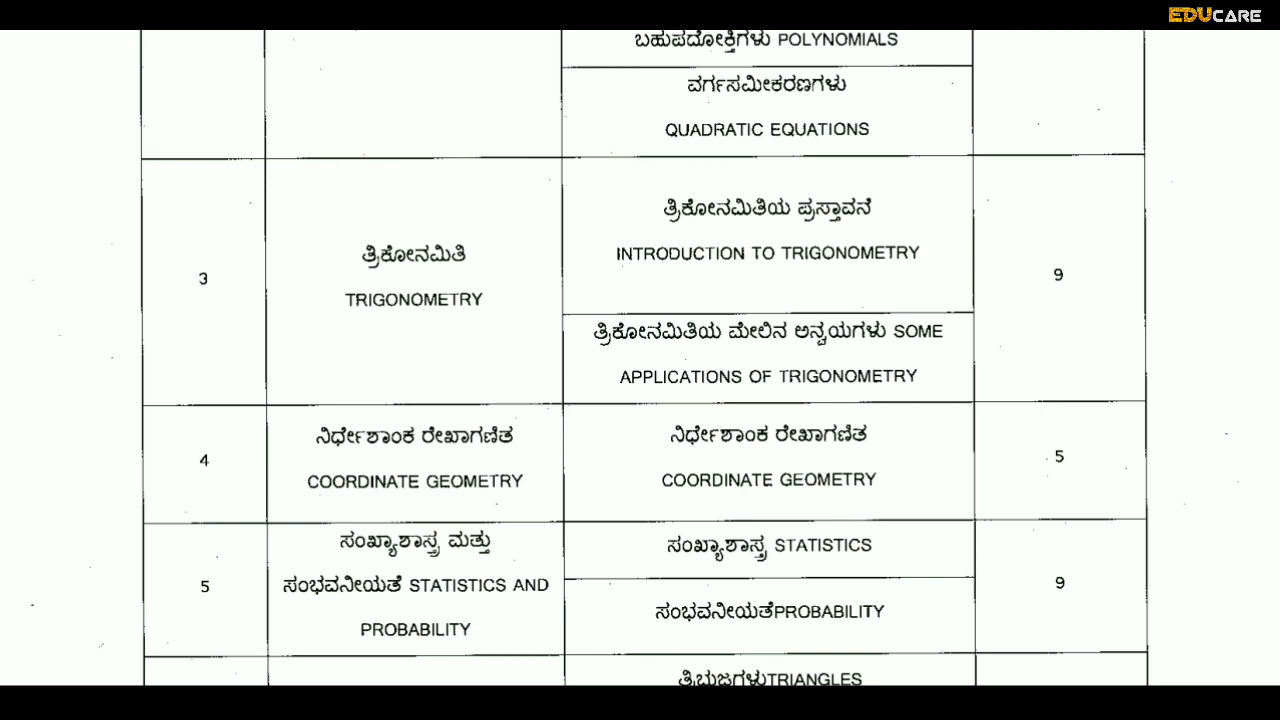 EDUCARE
ಬಹುಪದೋಕ್ತಿಗಳು POLYNOMIALS
ವರ್ಗಸಮೀಕರಣಗಳು
QUADRATIC EQUATIONS
3
ತ್ರಿಕೋನಮಿತಿ
TRIGONOMETRY
ತ್ರಿಕೋನಮಿತಿಯ ಪ್ರಸ್ತಾವನೆ
INTRODUCTION TO TRIGONOMETRY
ತ್ರಿಕೋನಮಿತಿಯ ಮೇಲಿನ ಅನ್ವಯಗಳು SOME
APPLICATIONS OF TRIGONOMETRY
9
4
ನಿರ್ಧೇಶಾಂಕ ರೇಖಾಗಣಿತ
COORDINATE GEOMETRY
ನಿರ್ಧೇಶಾಂಕ ರೇಖಾಗಣಿತ
COORDINATE GEOMETRY
5
5
ಸಂಖ್ಯಾಶಾಸ್ತ್ರ ಮತ್ತು
ಸಂಭವನೀಯತೆ STATISTICS AND
PROBABILITY
ಸಂಖ್ಯಾಶಾಸ್ತ್ರ STATISTICS
ಸಂಭವನೀಯತೆPROBABILITY
9
ತ್ರಿಭುಜಗಳುTRIANGLES